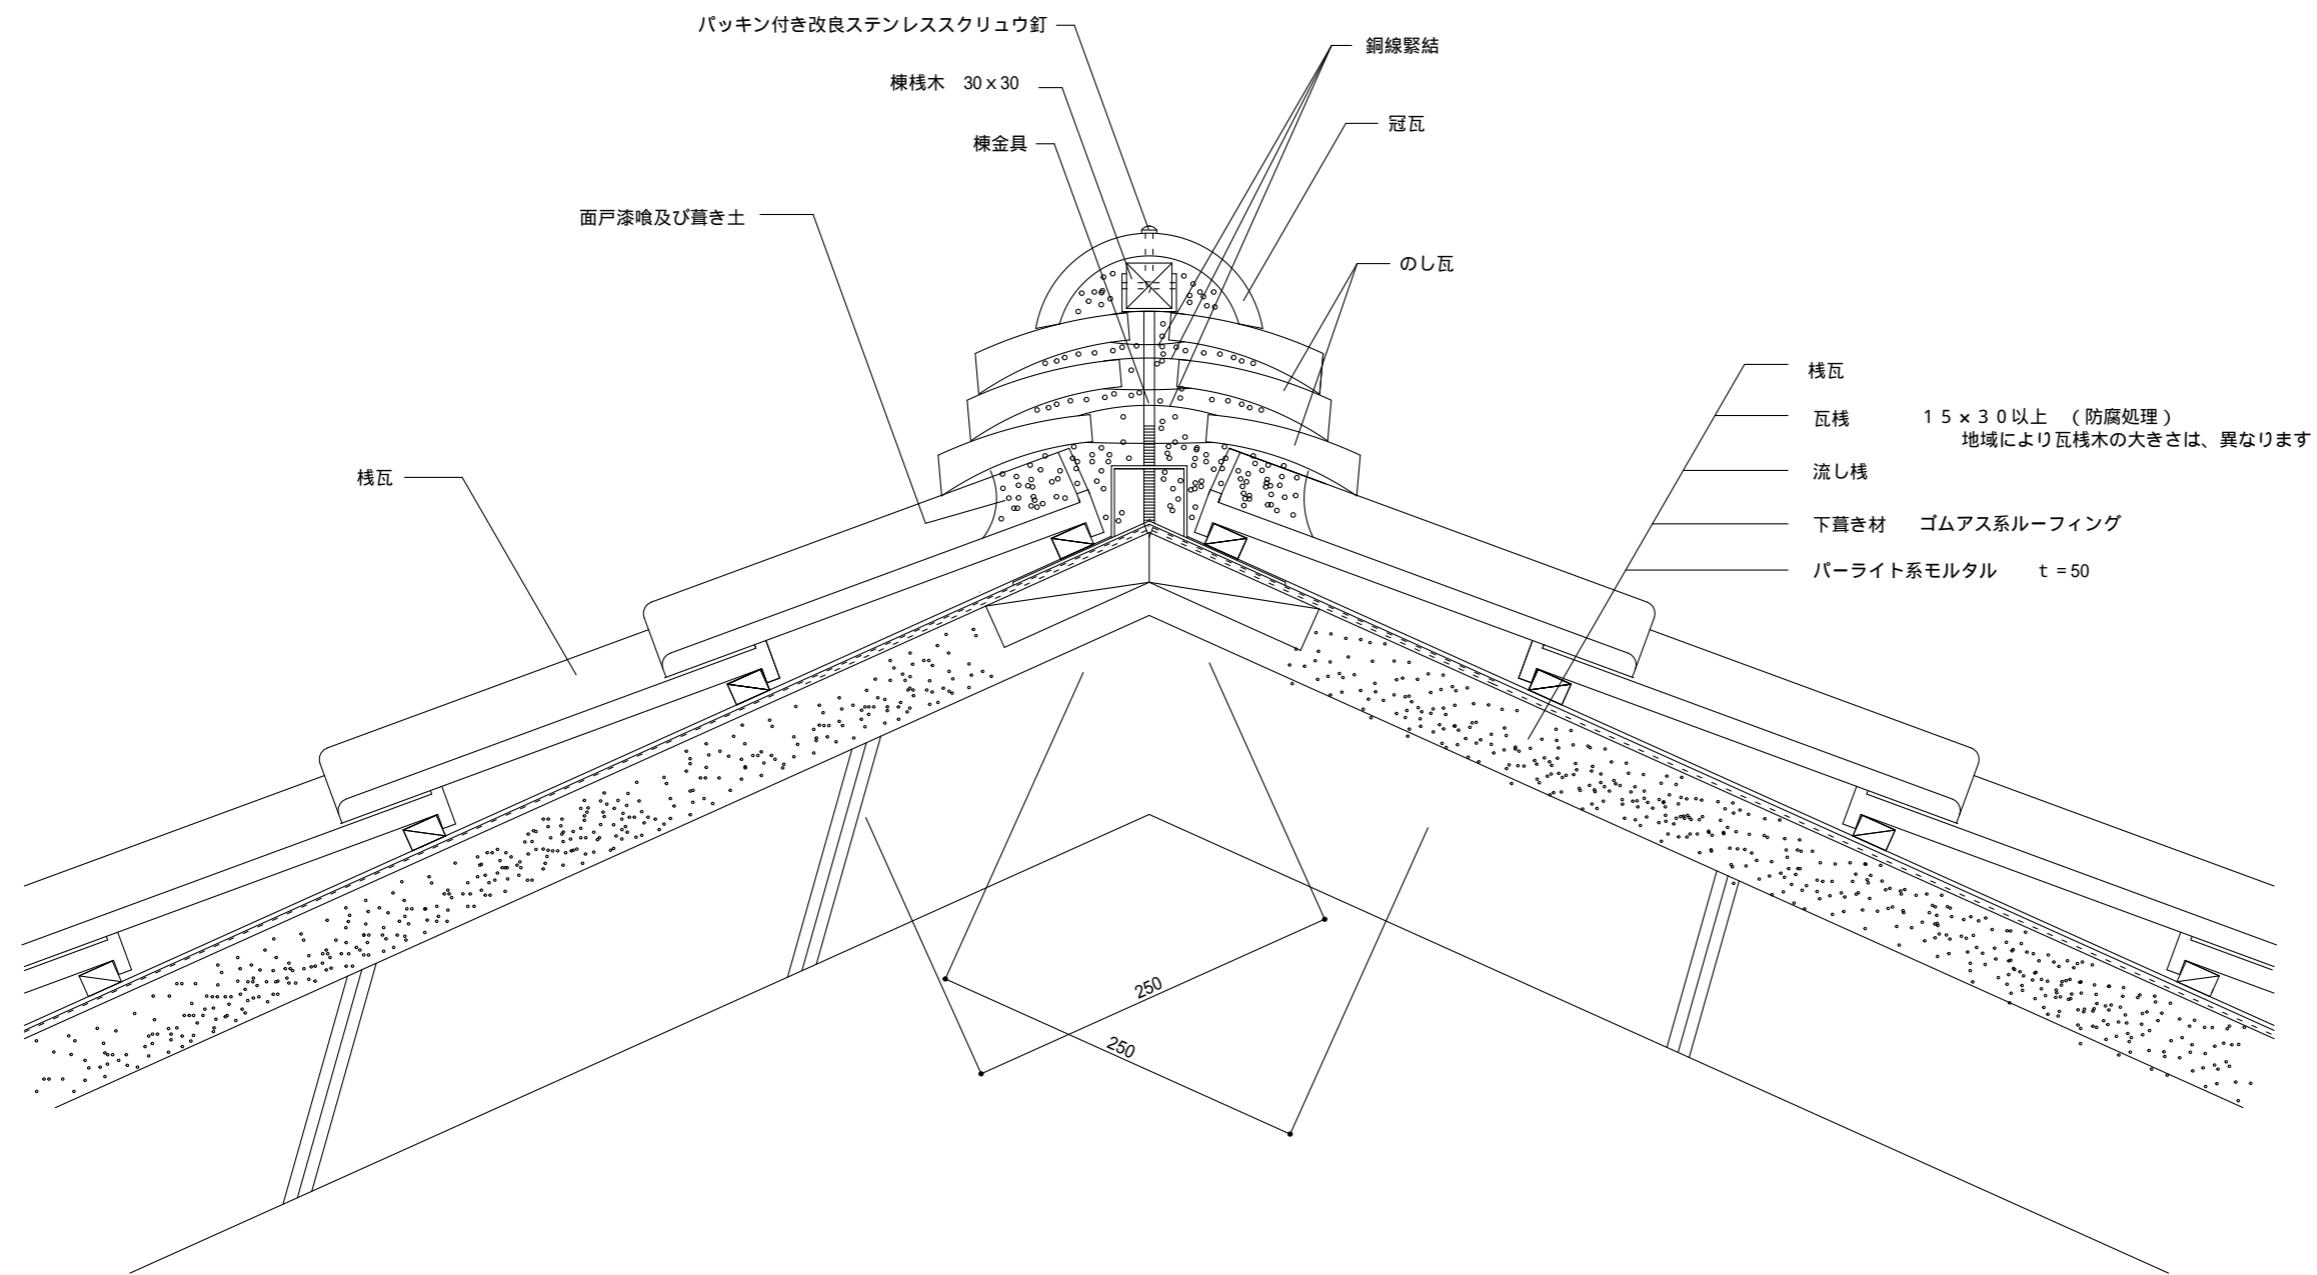 パッキン付き改良ステンレススクリュウ釘
銅線緊結
棟桟木 30x30
冠瓦
棟金具
面戸漆喰及び葺き土
のし瓦
桟瓦
瓦桟 15×30以上 (防腐処理)
地域により瓦桟木の大きさは、異なります
流し桟
桟瓦
下葺き材 ゴムアス系ルーフィング
パーライト系モルタル t=50
250
250